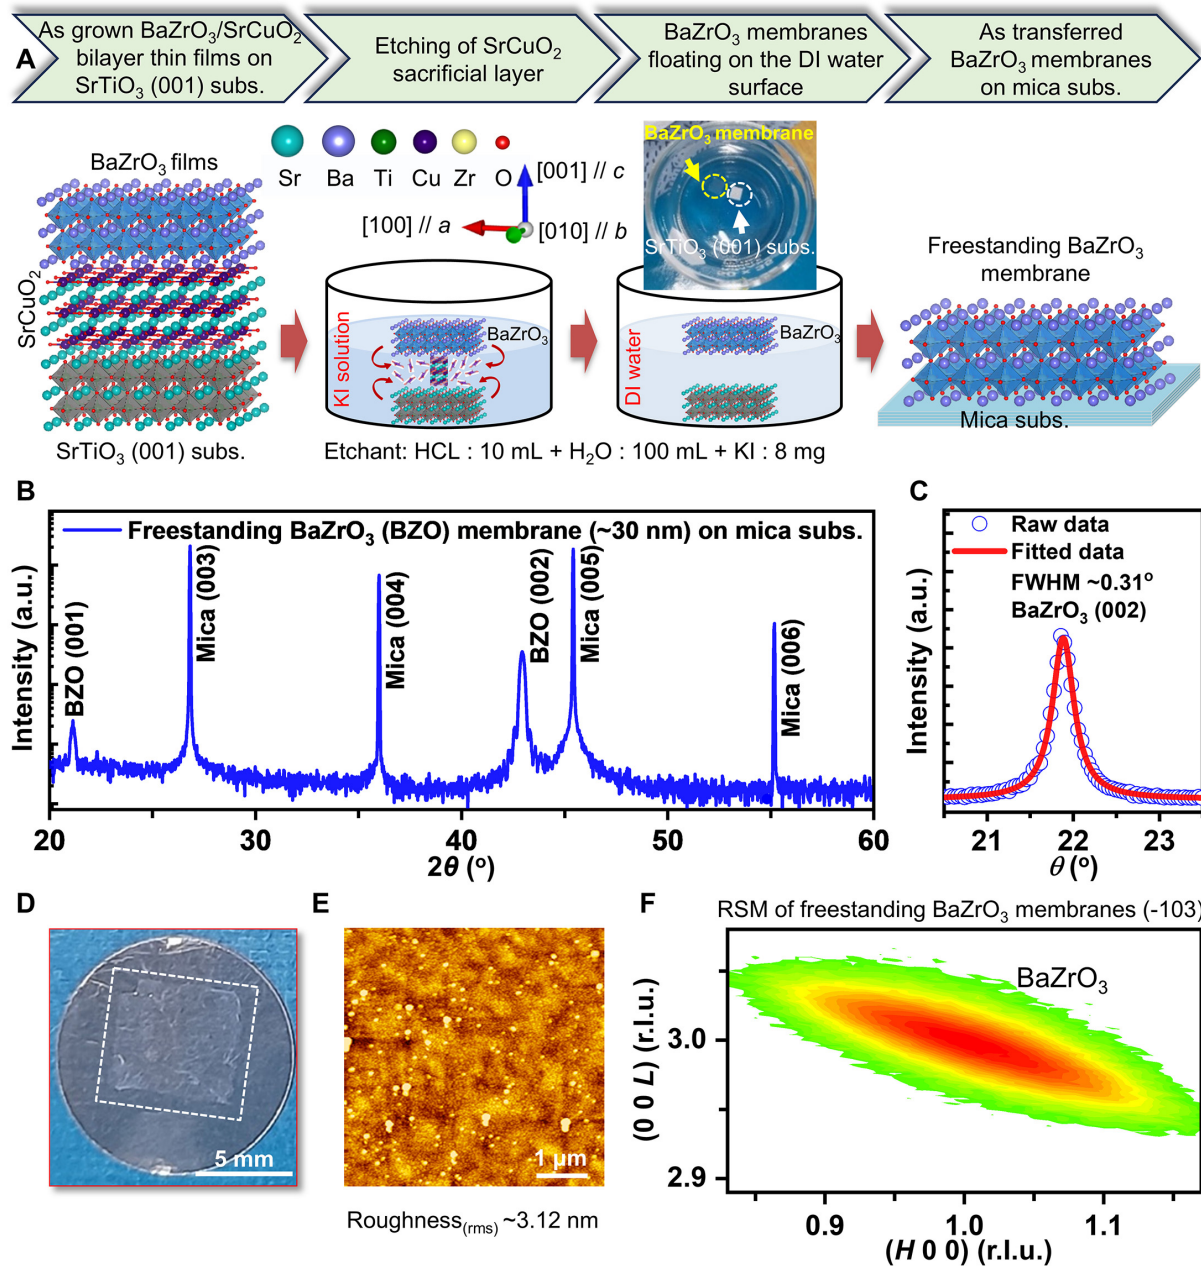 A
As grown BaZrO3/SrCuO2
bilayer thin films on
SrTiO3 (001) subs.
Etching of SrCuO2
sacrificial layer
BaZrO3 membranes
floating on the DI water
surface
As transferred
BaZrO3 membranes
on mica subs.
BaZrO3 films
SrCuO2
SrTiO3 (001) subs.
Sr Ba Ti Cu Zr O
[001] // c
[100] // a
[010] // b
BaZrO3 membrane
SrTiO3 (001) subs.
KI solution
BaZrO3
DI water
BaZrO3
Etchant: HCL : 10 mL + H2O : 100 mL + KI : 8 mg
Freestanding BaZrO3
membrane
Mica subs.
B
Freestanding BaZrO3 (BZO) membrane (~30 nm) on mica subs.
Intensity (a.u.)
BZO (001)
Mica (003)
Mica (004)
BZO (002)
Mica (005)
Mica (006)
20 30 40 50 60
2θ (o)
C
Raw data
Fitted data
FWHM ~0.31o
BaZrO3 (002)
Intensity (a.u.)
21 22 23
θ (o)
D
5 mm
E
1 μm
Roughness(rms) ~3.12 nm
F
RSM of freestanding BaZrO3 membranes (-103)
BaZrO3
(0 0 L) (r.l.u.)
3.0
2.9
0.9 1.0 1.1
(H 0 0) (r.l.u.)